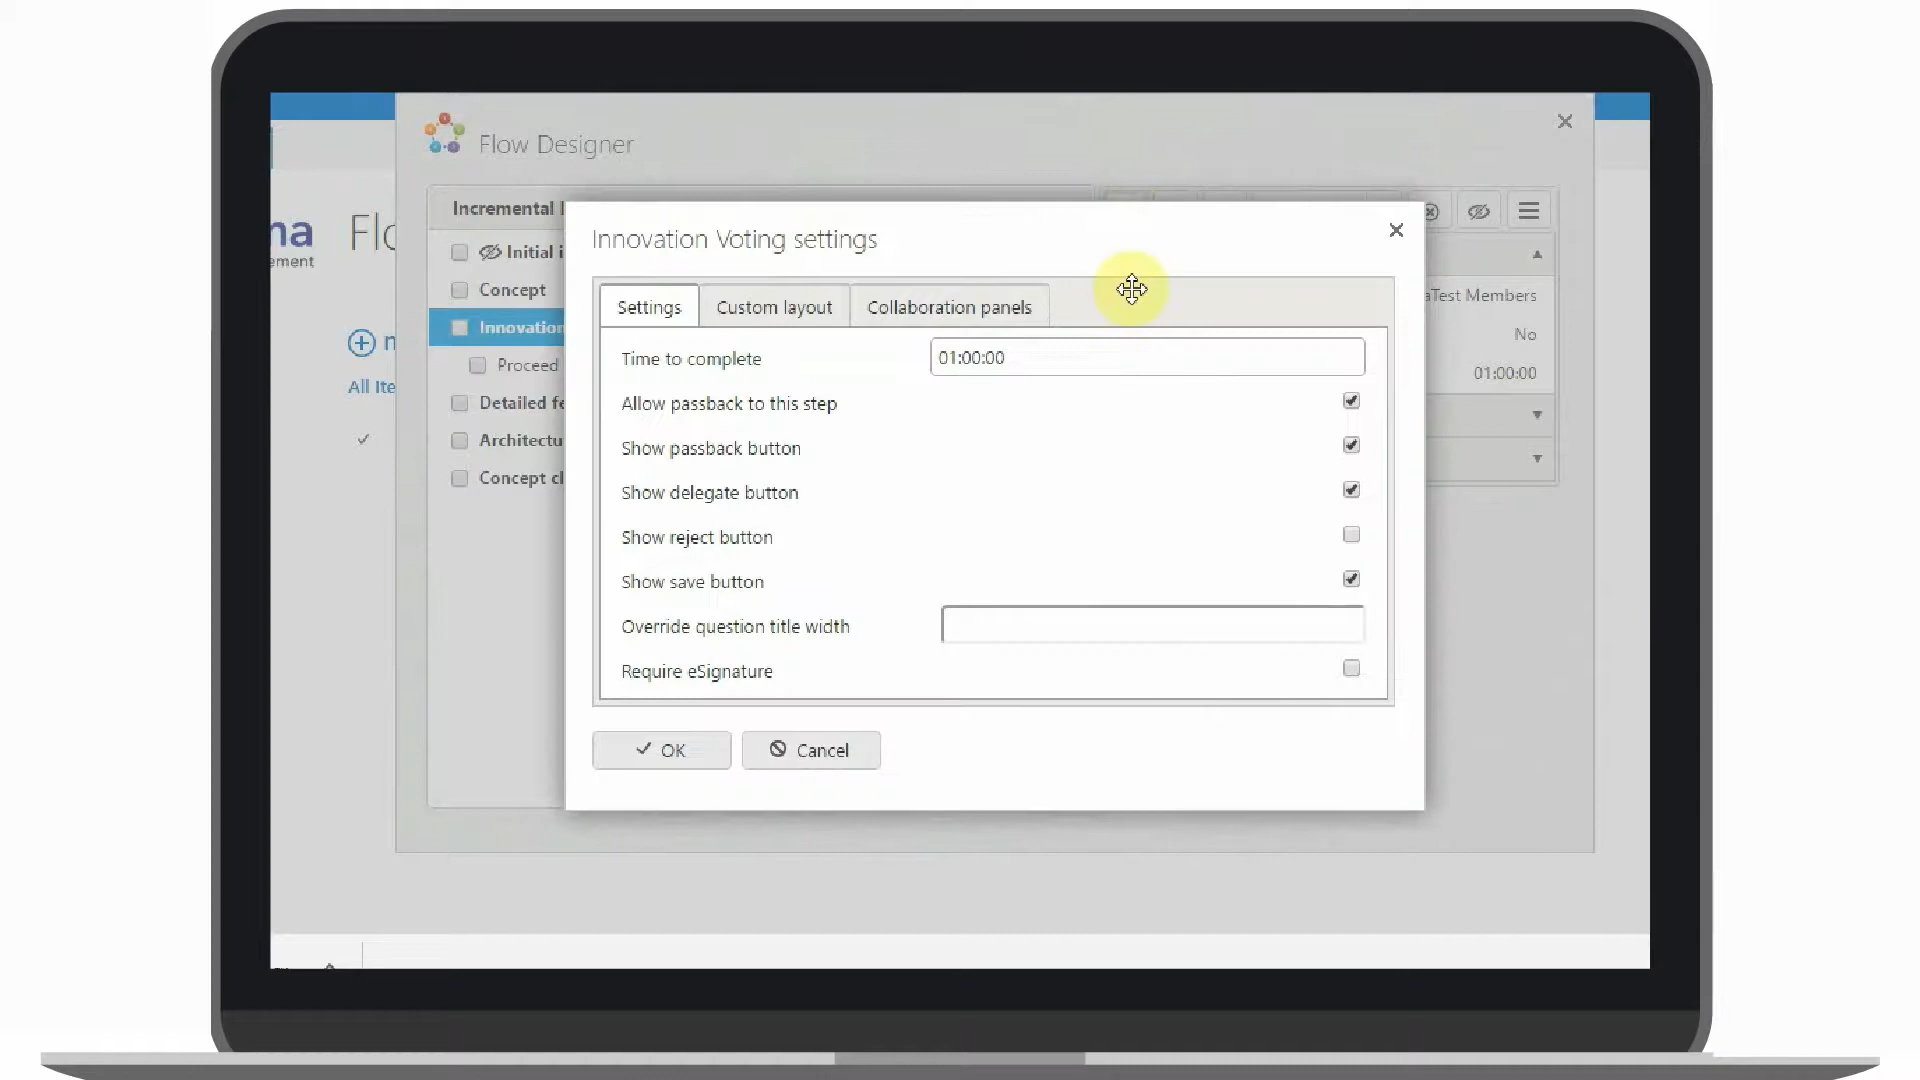 Flow Designer
na
ement
Flo
Incremental
Initial i
Concept
Innovation
Proceed
Detailed fe
Architectu
Concept cl
All Ite
Innovation Voting settings
Settings
Custom layout
Collaboration panels
Time to complete
01:00:00
Allow passback to this step
Show passback button
Show delegate button
Show reject button
Show save button
Override question title width
Require eSignature
OK
Cancel
aTest Members
No
01:00:00